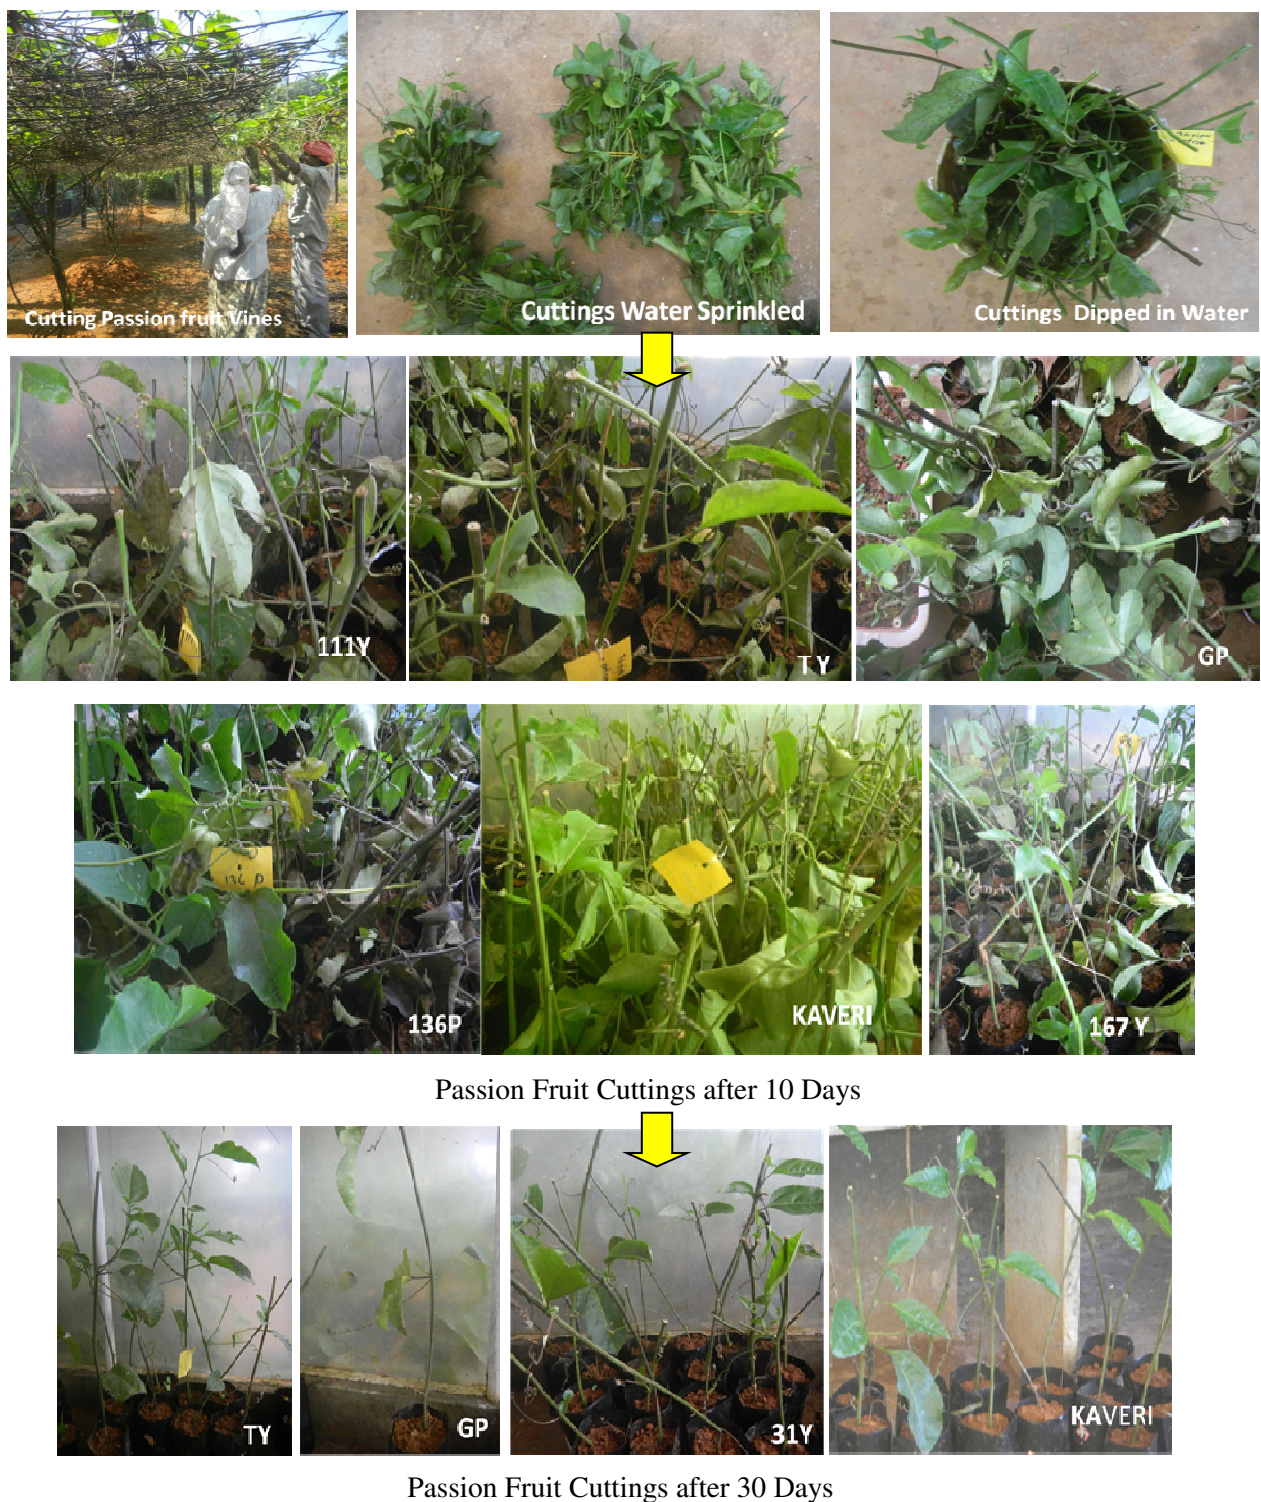 Cutting Passion fruit Vines
Cuttings Water Sprinkled
Cuttings Dipped in Water
111Y
T Y
GP
136 P
136P
KAVERI
167 Y
Passion Fruit Cuttings after 10 Days
TY
GP
31Y
KAVERI
Passion Fruit Cuttings after 30 Days